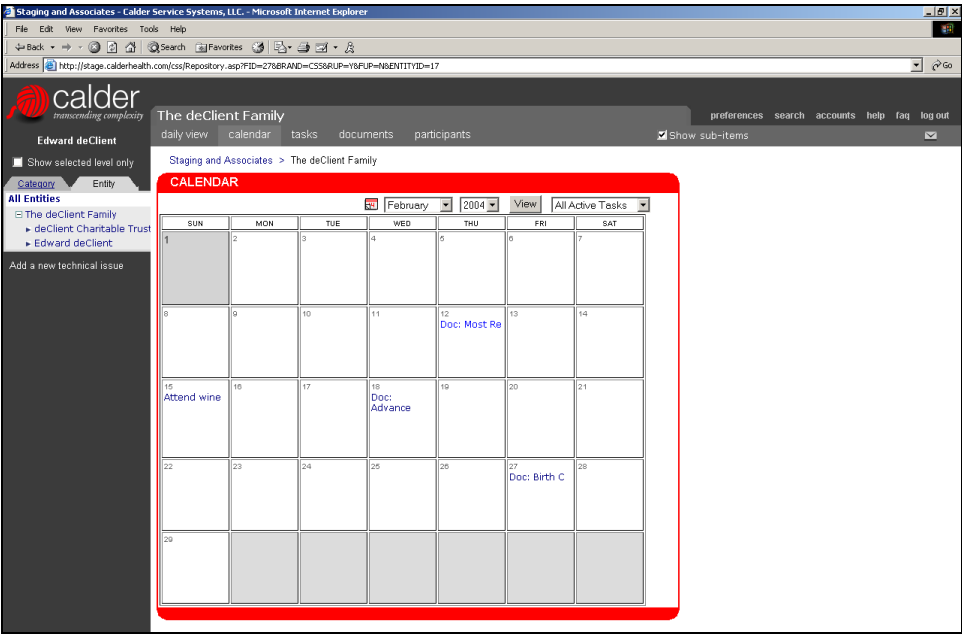 Staging and Associates - Calder Service Systems, LLC. - Microsoft Internet Explorer
File Edit View Favorites Tools Help
Back Search Favorites
Address http://stage.calderhealth.com/css/Repository.asp?FID=27&BRAND=CSS&RUP=Y&FUP=N&ENTITYID=17 Go
calder
transcending complexity
The deClient Family
preferences search accounts help faq log out
daily view calendar tasks documents participants
Show sub-items
Edward deClient
Show selected level only
Category Entity
All Entities
The deClient Family
deClient Charitable Trust
Edward deClient
Add a new technical issue
Staging and Associates > The deClient Family
CALENDAR
February 2004 View All Active Tasks
SUN MON TUE WED THU FRI SAT
1 2 3 4 5 6 7
8 9 10 11 12 13 14
Doc: Most Re
15 16 17 18 19 20 21
Attend wine Doc:
Advance
22 23 24 25 26 27 28
Doc: Birth C
29